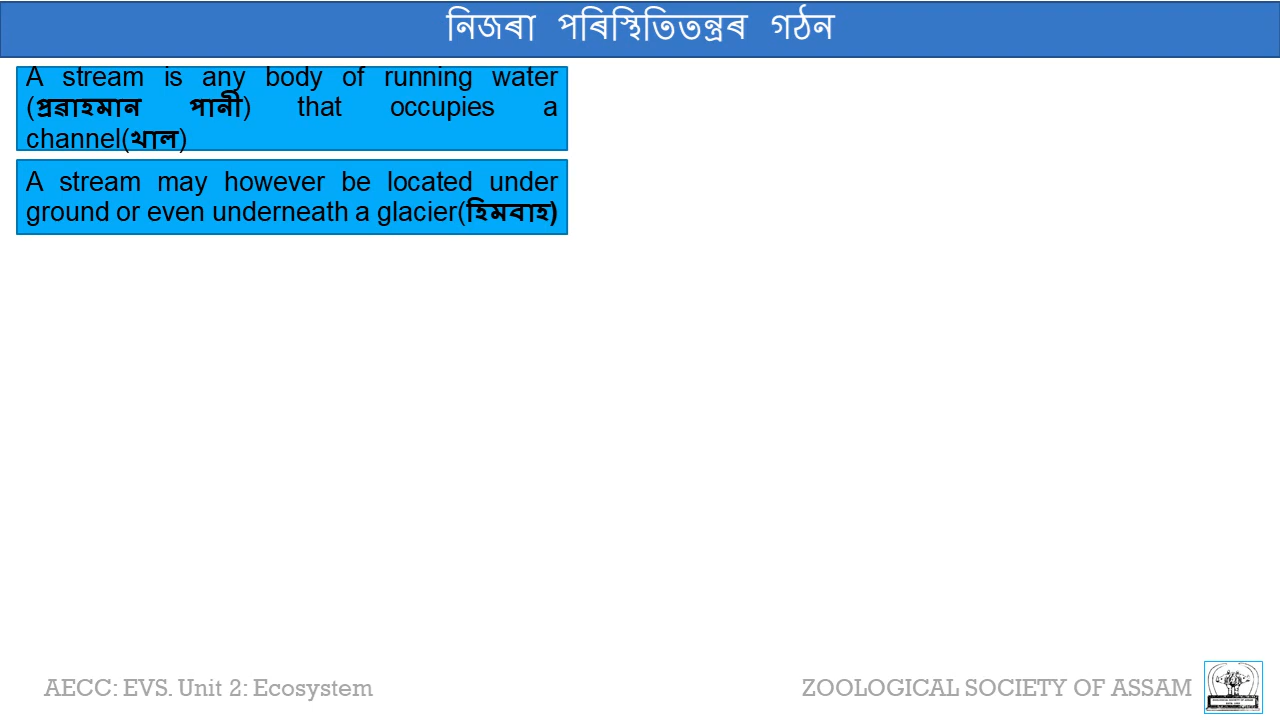 নিজৰা পৰিস্থিতিতন্ত্ৰৰ গঠন
A stream is any body of running water
(প্ৰৱাহমান পানী) that occupies a
channel(খাল)
A stream may however be located under
ground or even underneath a glacier(হিমবাহ)
AECC: EVS. Unit 2: Ecosystem
ZOOLOGICAL SOCIETY OF ASSAM